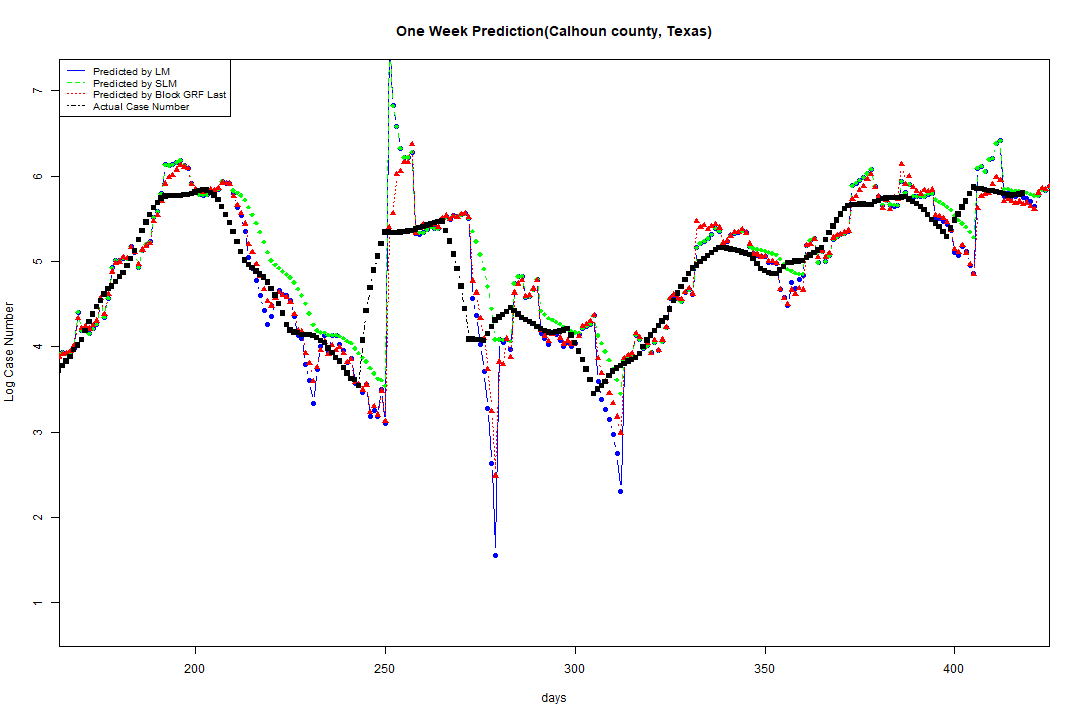 One Week Prediction(Calhoun county, Texas)
Predicted by LM
Predicted by SLM
Predicted by Block GRF Last
Actual Case Number
7
6
5
4
3
2
1
Log Case Number
200 250 300 350 400
days